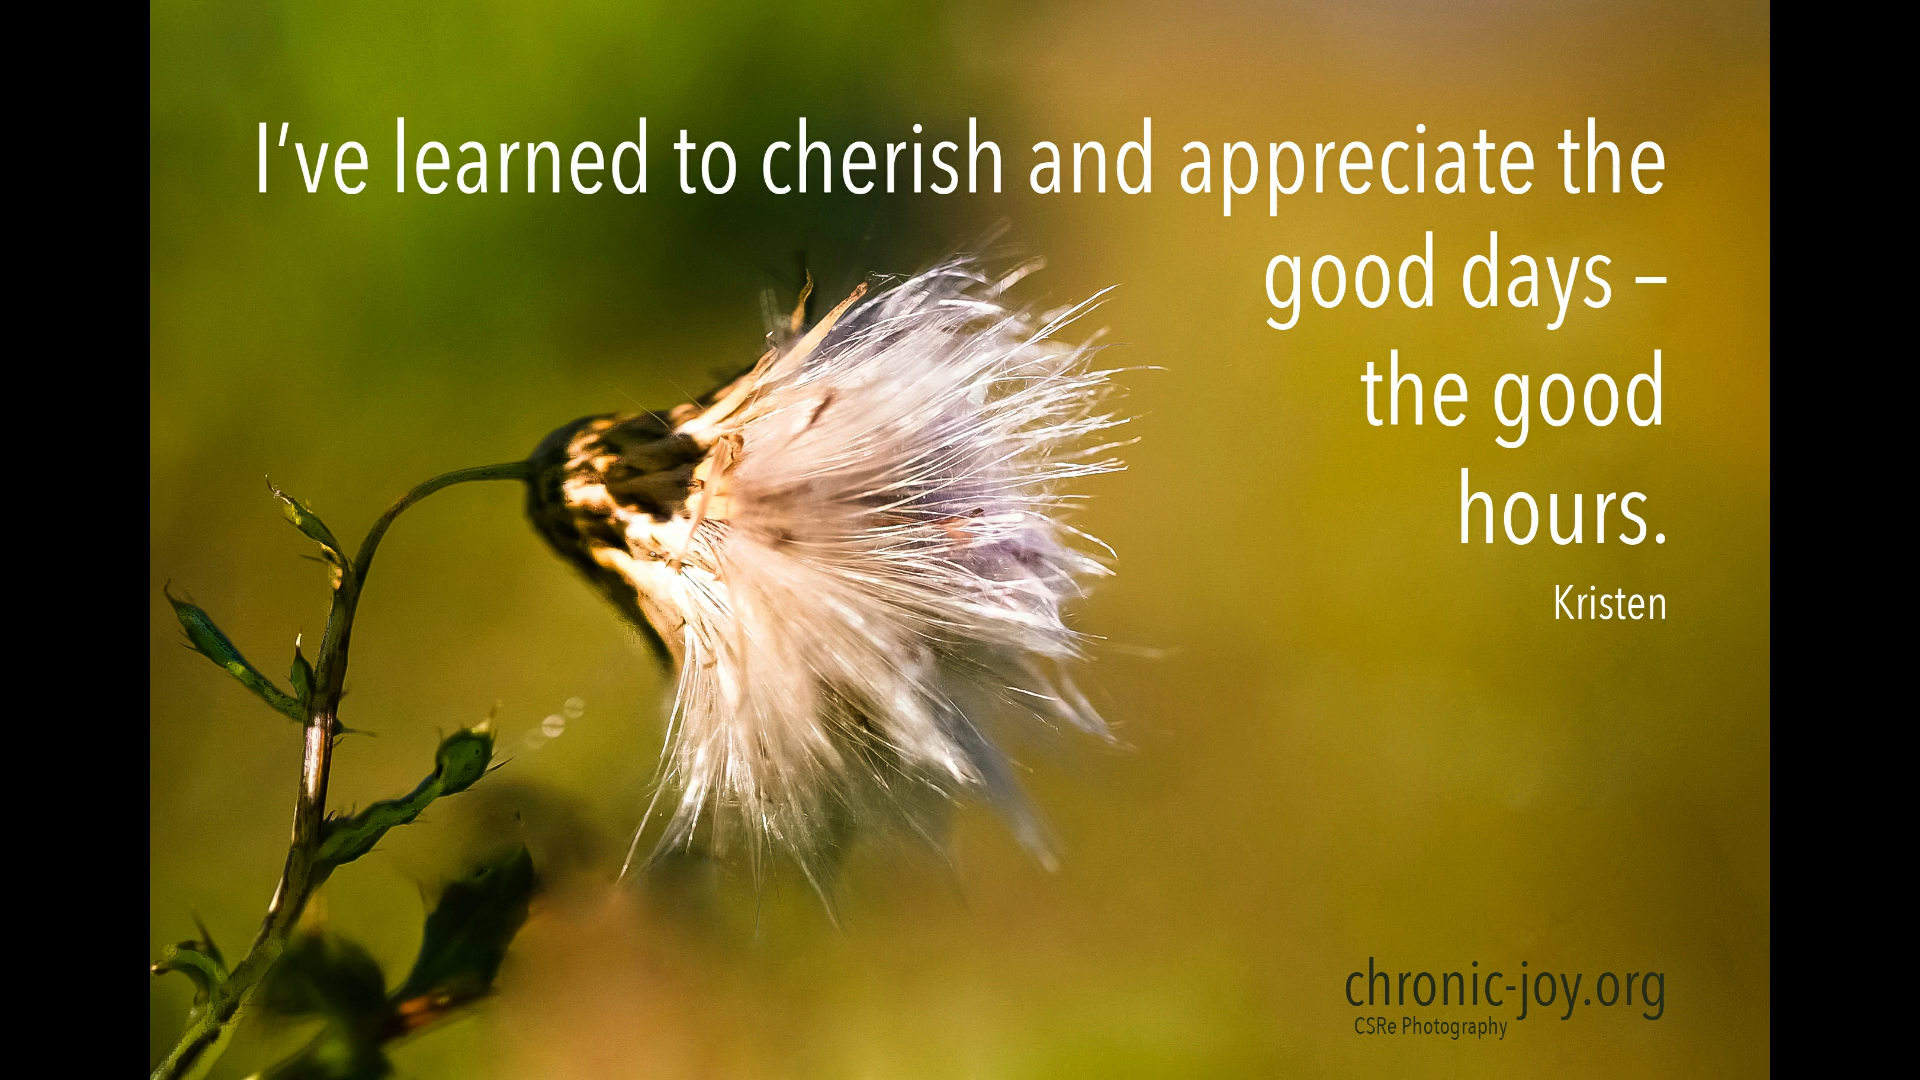 I’ve learned to cherish and appreciate the
good days –
the good
hours.
Kristen
chronic-joy.org
CSRe Photography